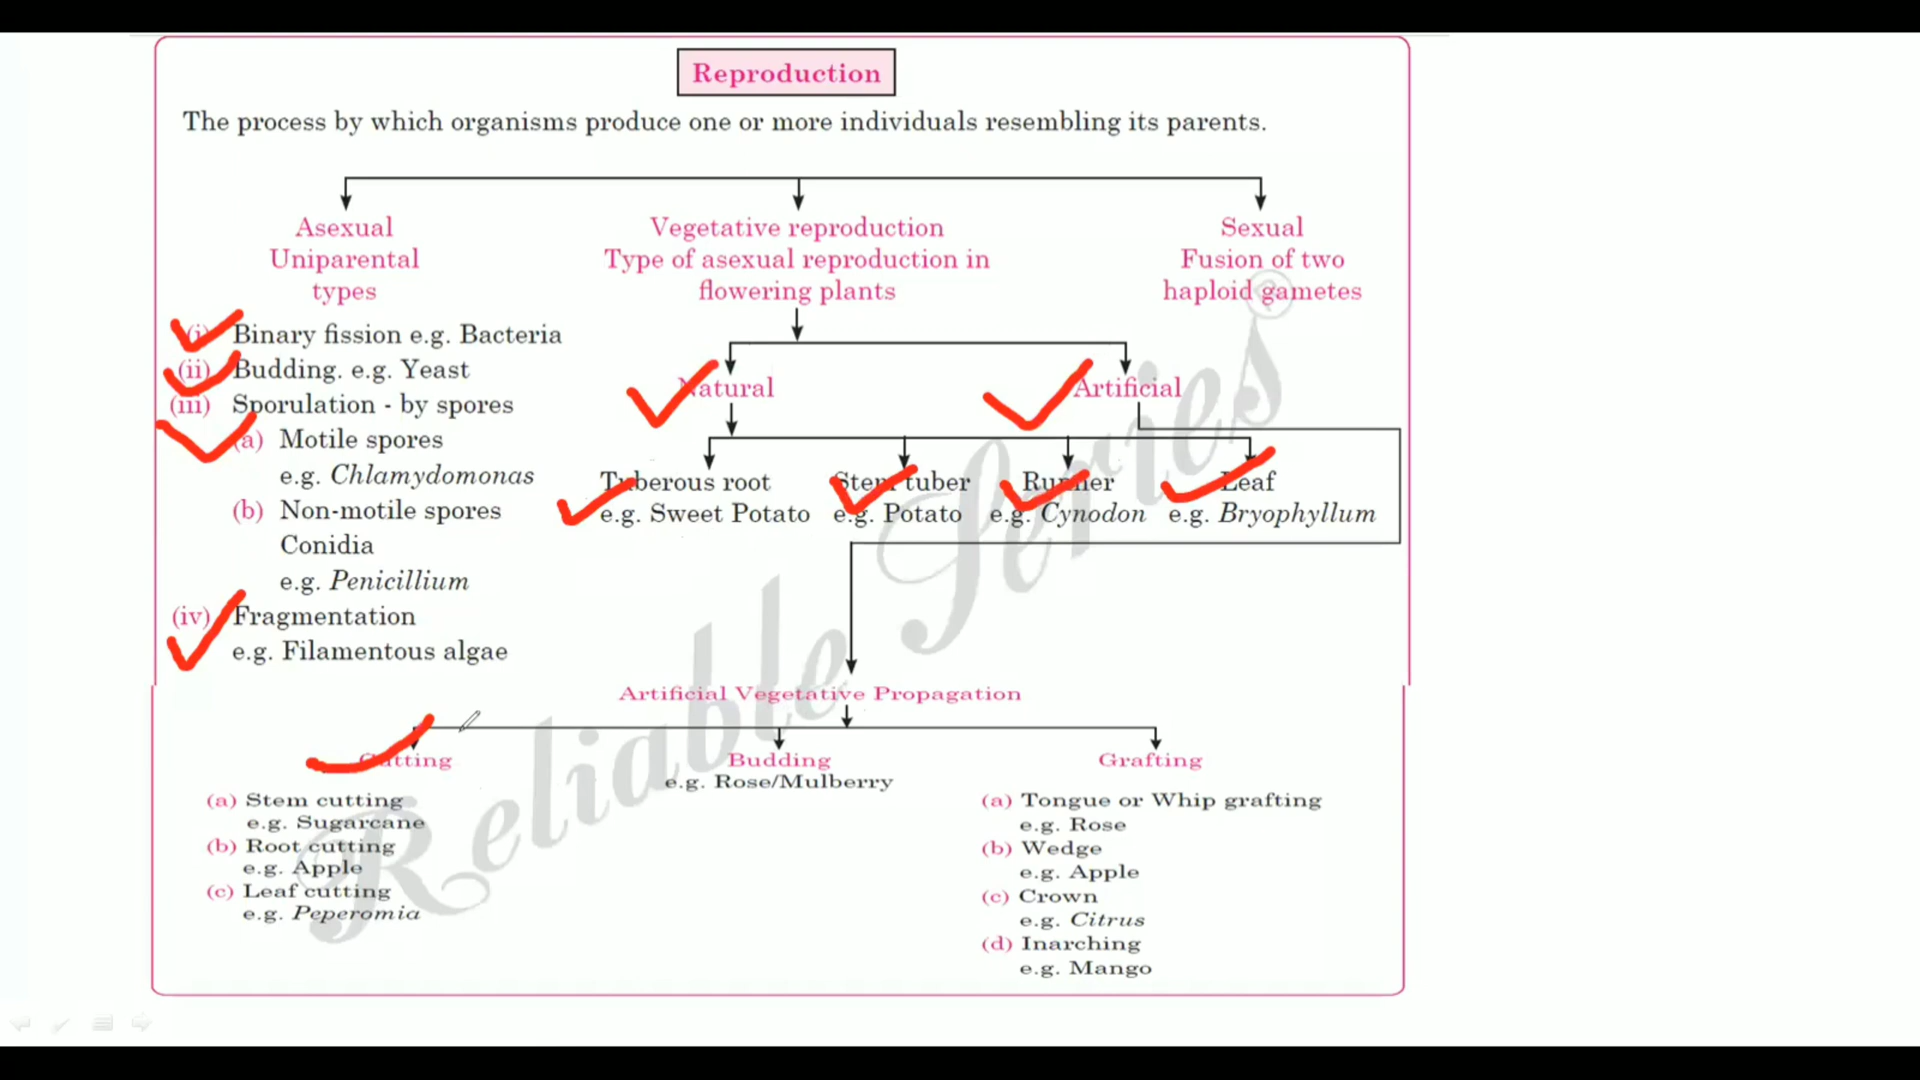 Reproduction
The process by which organisms produce one or more individuals resembling its parents.
Asexual
Uniparental
types
(i) Binary fission e.g. Bacteria
(ii) Budding. e.g. Yeast
(iii) Sporulation - by spores
(a) Motile spores
e.g. Chlamydomonas
(b) Non-motile spores
Conidia
e.g. Penicillium
(iv) Fragmentation
e.g. Filamentous algae
Vegetative reproduction
Type of asexual reproduction in
flowering plants
Natural
Artificial
Tuberous root
e.g. Sweet Potato
Stem tuber
e.g. Potato
Runner
e.g. Cynodon
Leaf
e.g. Bryophyllum
Sexual
Fusion of two
haploid gametes
Artificial Vegetative Propagation
Cutting
(a) Stem cutting
e.g. Sugarcane
(b) Root cutting
e.g. Apple
(c) Leaf cutting
e.g. Peperomia
Budding
e.g. Rose/Mulberry
Grafting
(a) Tongue or Whip grafting
e.g. Rose
(b) Wedge
e.g. Apple
(c) Crown
e.g. Citrus
(d) Inarching
e.g. Mango
Reliable Series®